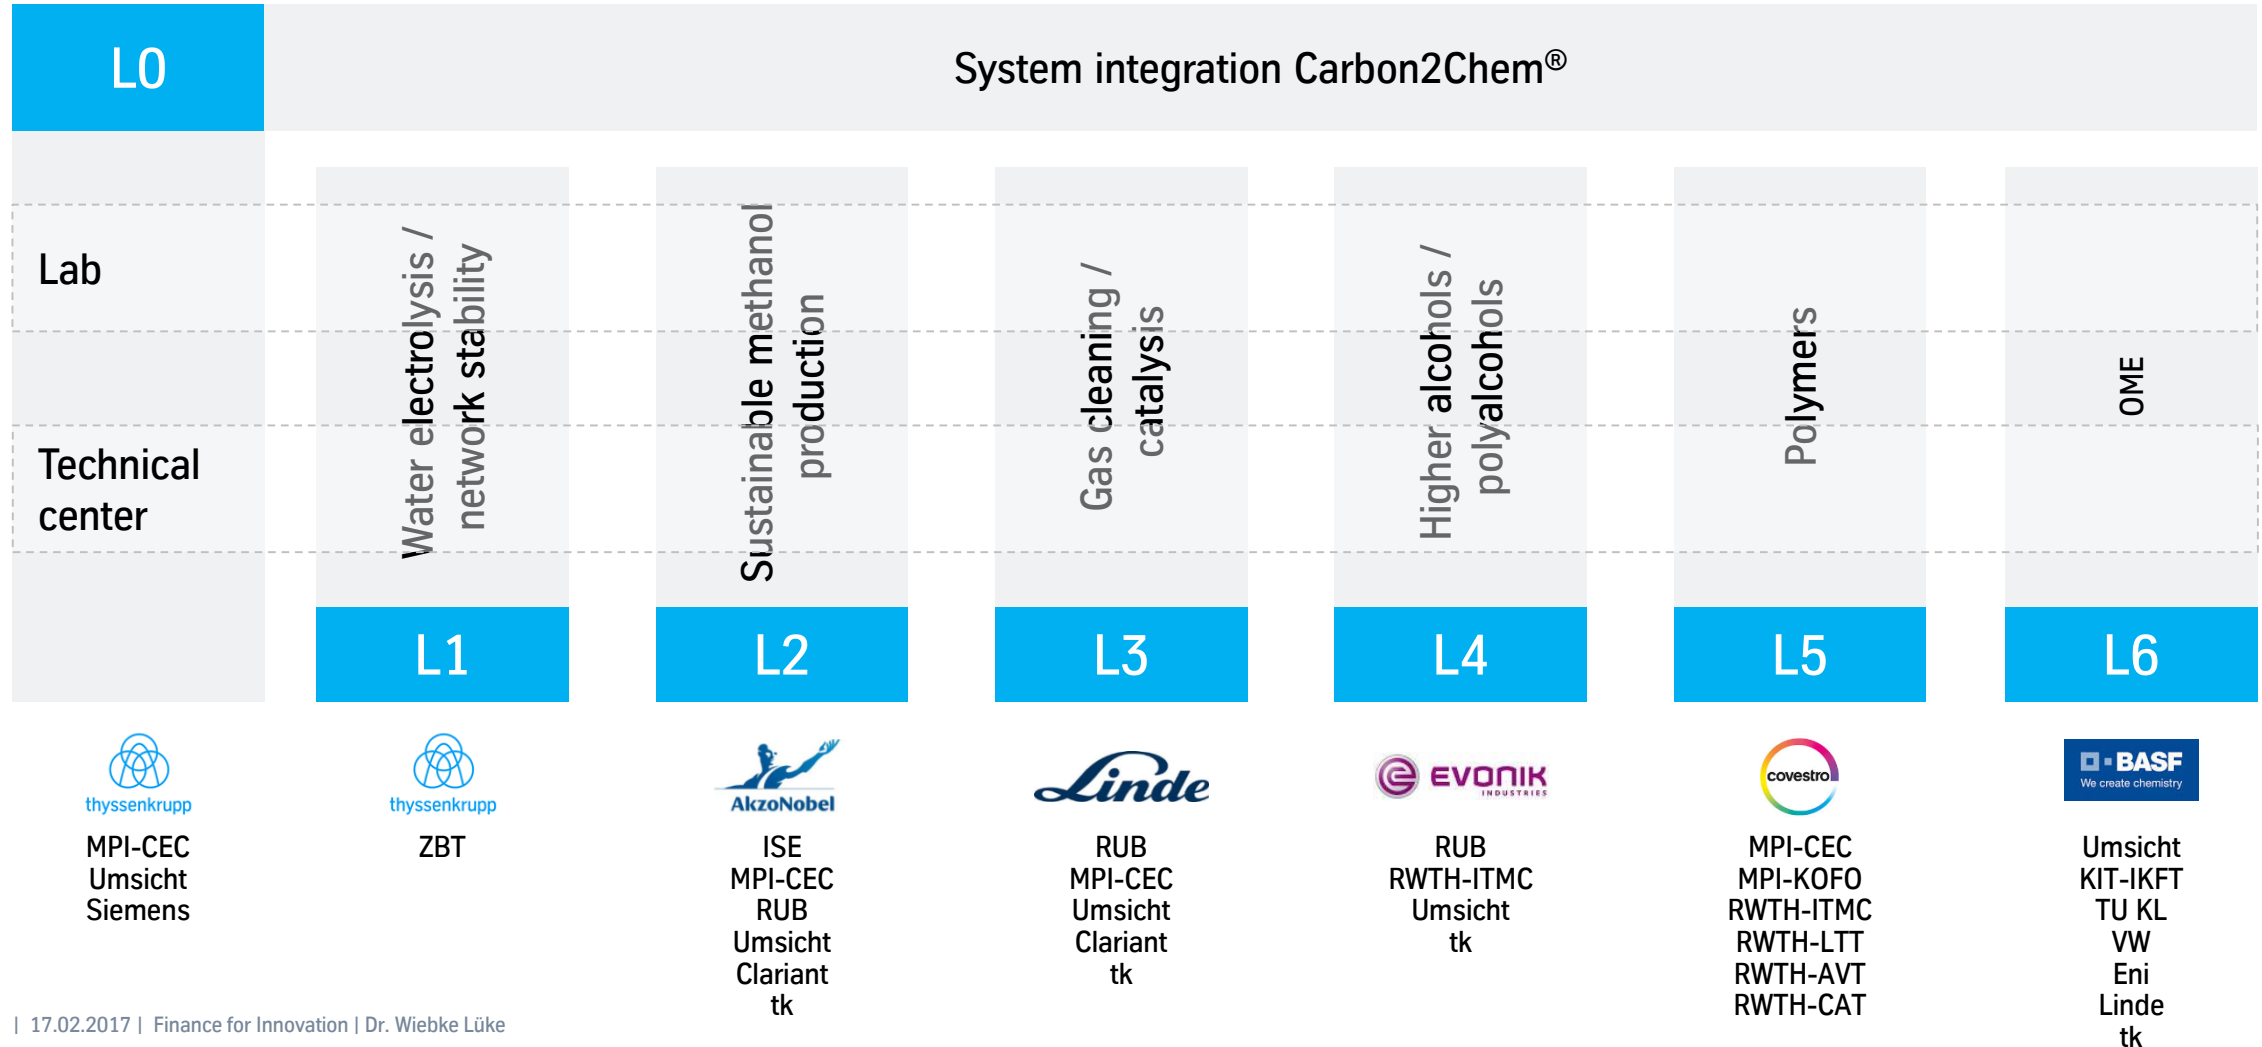 L0
System integration Carbon2Chem®
Lab
Technical
center
Water electrolysis /
network stability
Sustainable methanol
production
Gas cleaning /
catalysis
Higher alcohols /
polyalcohols
Polymers
OME
L1
L2
L3
L4
L5
L6
thyssenkrupp
MPI-CEC
Umsicht
Siemens
thyssenkrupp
ZBT
AkzoNobel
ISE
MPI-CEC
RUB
Umsicht
Clariant
tk
Linde
RUB
MPI-CEC
Umsicht
Clariant
tk
EVONIK
INDUSTRIES
RUB
RWTH-ITMC
Umsicht
tk
covestro
MPI-CEC
MPI-KOFO
RWTH-ITMC
RWTH-LTT
RWTH-AVT
RWTH-CAT
BASF
We create chemistry
Umsicht
KIT-IKFT
TU KL
VW
Eni
Linde
tk
| 17.02.2017 | Finance for Innovation | Dr. Wiebke Lüke